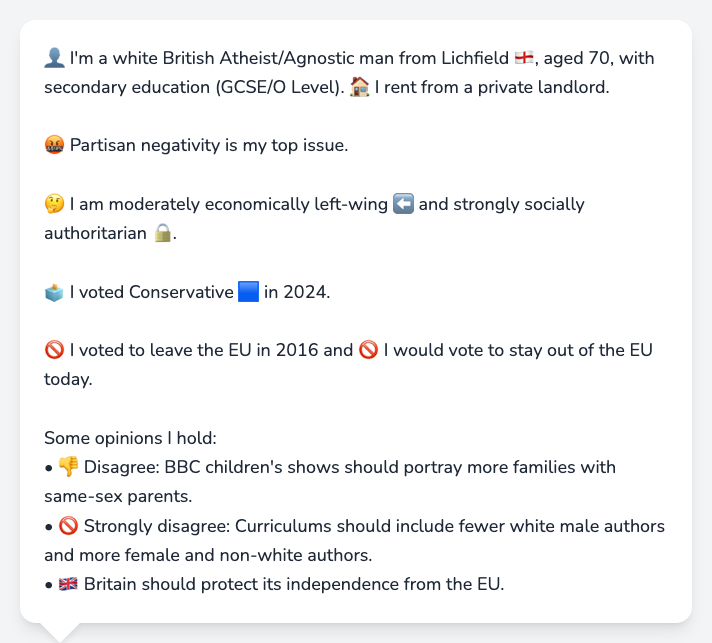 👤 I'm a white British Atheist/Agnostic man from Lichfield 🏴󠁧󠁢󠁥󠁮󠁧󠁿, aged 70, with
secondary education (GCSE/O Level). 🏠 I rent from a private landlord.
🤬 Partisan negativity is my top issue.
🤔 I am moderately economically left-wing ⬅️ and strongly socially
authoritarian 🔒.
🗳️ I voted Conservative 🟦 in 2024.
🚫 I voted to leave the EU in 2016 and 🚫 I would vote to stay out of the EU
today.
Some opinions I hold:
• 👎 Disagree: BBC children's shows should portray more families with
same-sex parents.
• 🚫 Strongly disagree: Curriculums should include fewer white male authors
and more female and non-white authors.
• 🇬🇧 Britain should protect its independence from the EU.